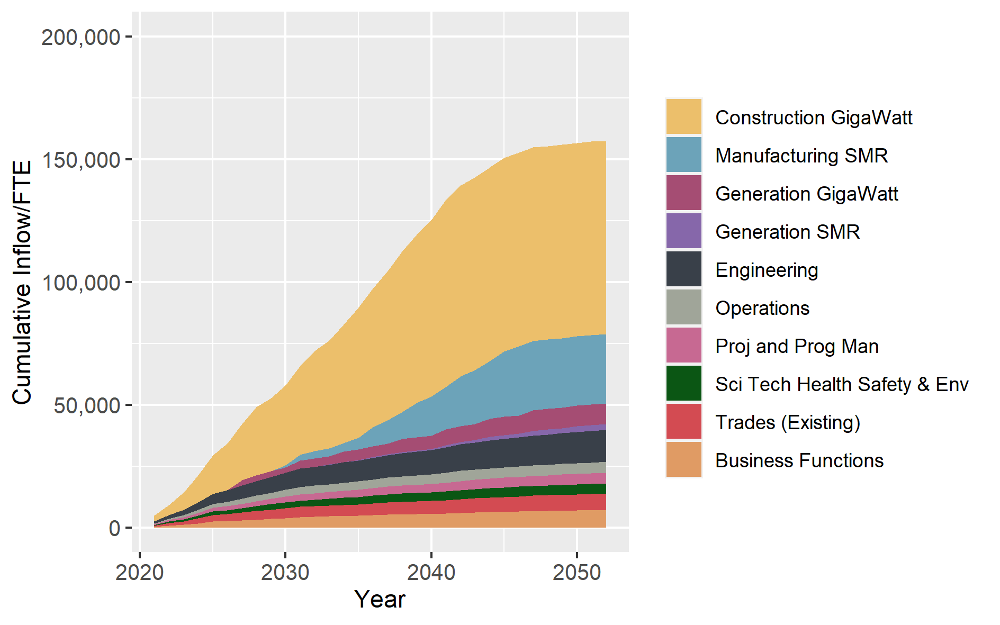 200,000
150,000
100,000
50,000
0
Cumulative Inflow/FTE
2020
2030
2040
2050
Year
Construction GigaWatt
Manufacturing SMR
Generation GigaWatt
Generation SMR
Engineering
Operations
Proj and Prog Man
Sci Tech Health Safety & Env
Trades (Existing)
Business Functions